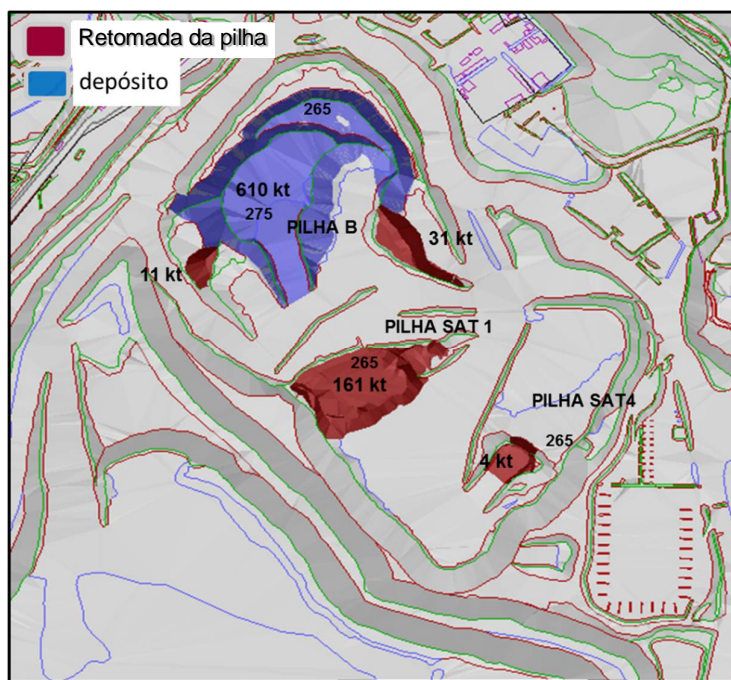 Retomada da pilha
depósito
265
610 kt
275
PILHA B
31 kt
11 kt
PILHA SAT 1
265
161 kt
PILHA SAT4
265
4 kt